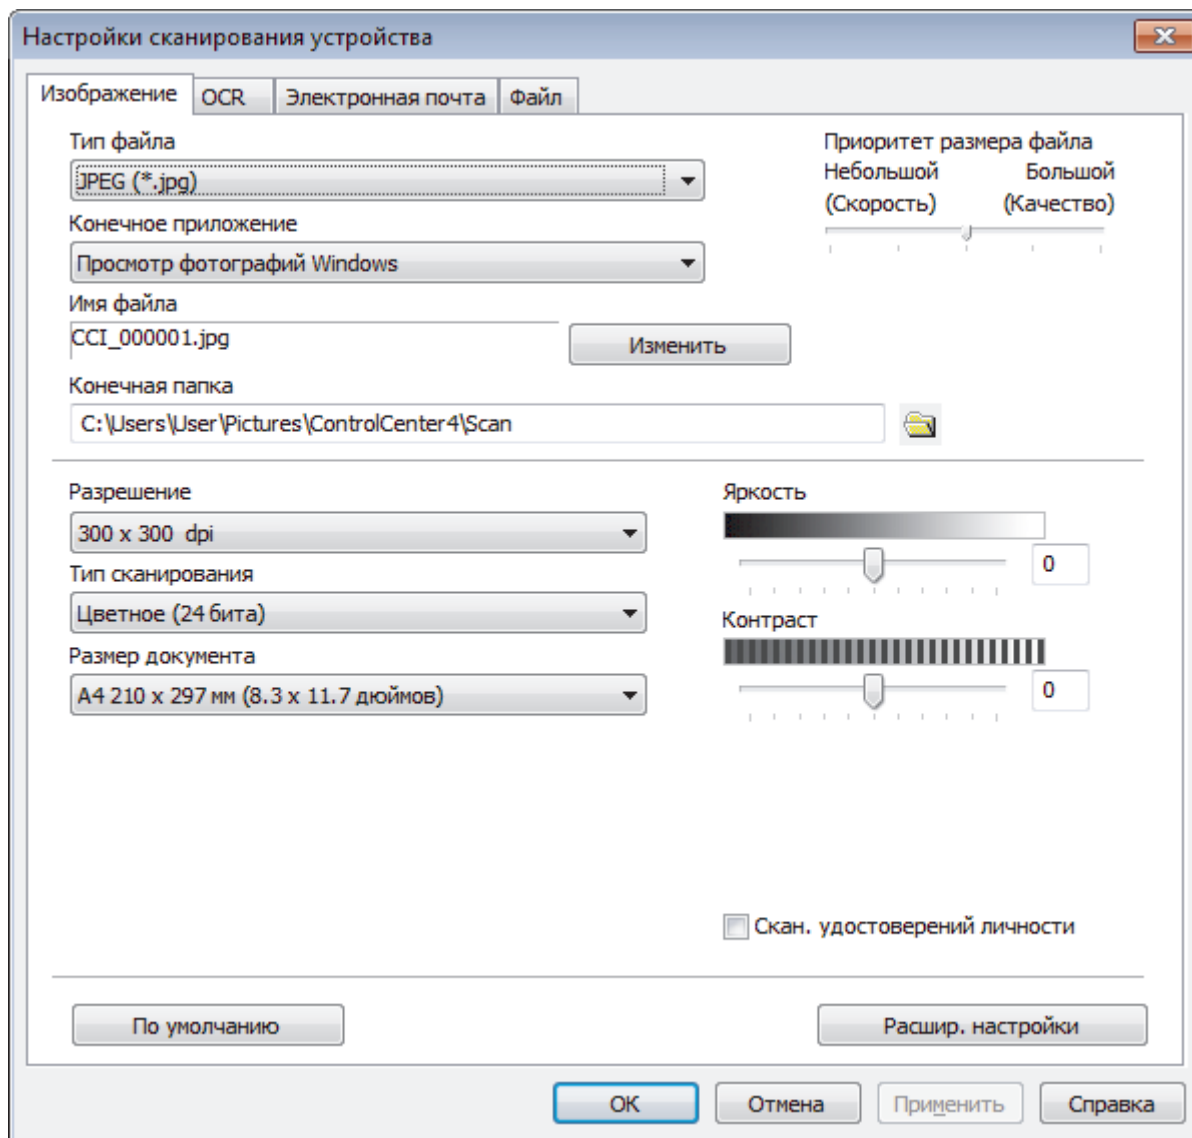 Настройки сканирования устройства
Изображение OCR Электронная почта Файл
Тип файла
JPEG (*.jpg)
Конечное приложение
Просмотр фотографий Windows
Имя файла
CCI_000001.jpg
Изменить
Конечная папка
C:\Users\User\Pictures\ControlCenter4\Scan
Приоритет размера файла
Небольшой Большой
(Скорость) (Качество)
Разрешение
300 x 300 dpi
Тип сканирования
Цветное (24 бита)
Размер документа
A4 210 x 297 мм (8.3 x 11.7 дюймов)
Яркость
0
Контраст
0
Скан. удостоверений личности
По умолчанию
Расшир. настройки
OK Отмена Применить Справка